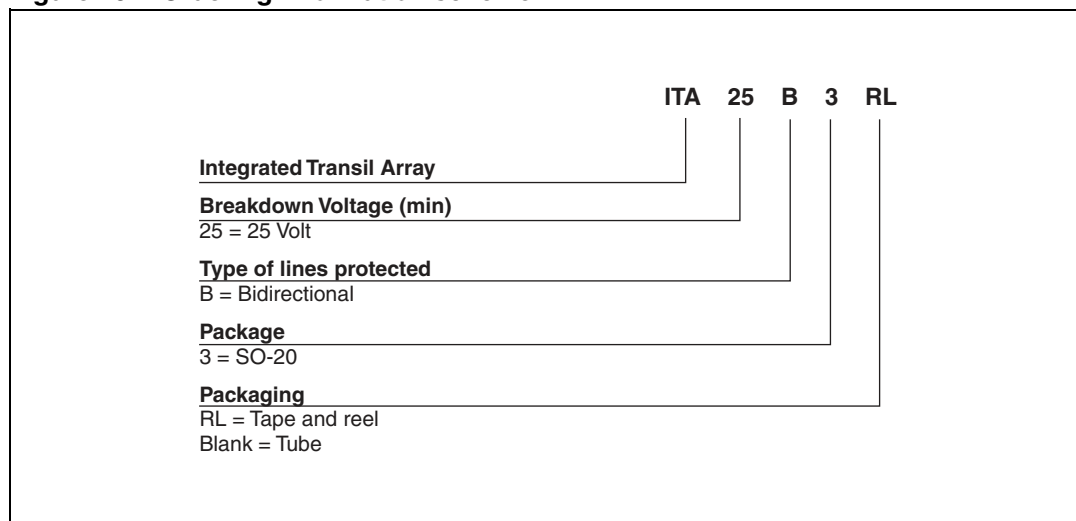 ITA 25 B 3 RL
Integrated Transil Array
Breakdown Voltage (min)
25 = 25 Volt
Type of lines protected
B = Bidirectional
Package
3 = SO-20
Packaging
RL = Tape and reel
Blank = Tube